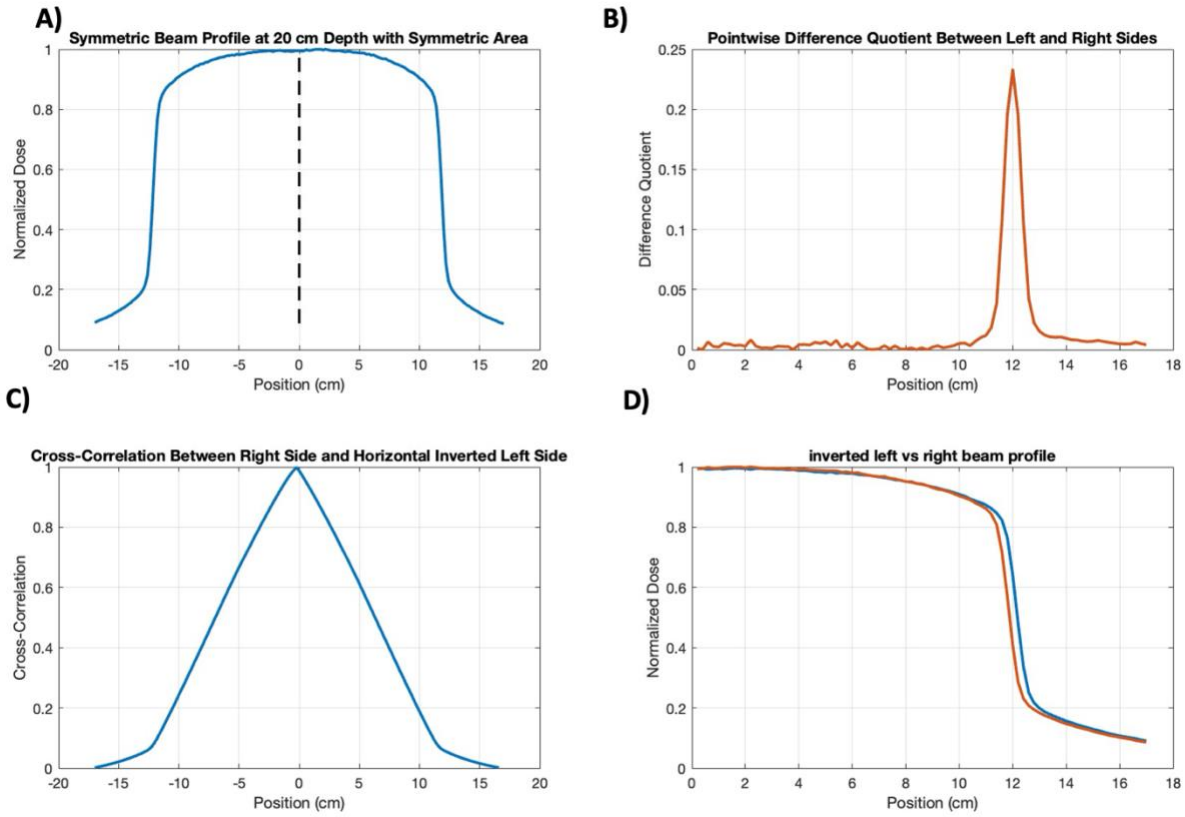 A)
Symmetric Beam Profile at 20 cm Depth with Symmetric Area
1
0.8
0.6
0.4
0.2
0
Normalized Dose
-20 -15 -10 -5 0 5 10 15 20
Position (cm)
B)
Pointwise Difference Quotient Between Left and Right Sides
0.25
0.2
0.15
0.1
0.05
0
Difference Quotient
0 2 4 6 8 10 12 14 16 18
Position (cm)
C)
Cross-Correlation Between Right Side and Horizontal Inverted Left Side
1
0.8
0.6
0.4
0.2
0
Cross-Correlation
-20 -15 -10 -5 0 5 10 15 20
Position (cm)
D)
inverted left vs right beam profile
1
0.8
0.6
0.4
0.2
0
Normalized Dose
0 2 4 6 8 10 12 14 16 18
Position (cm)